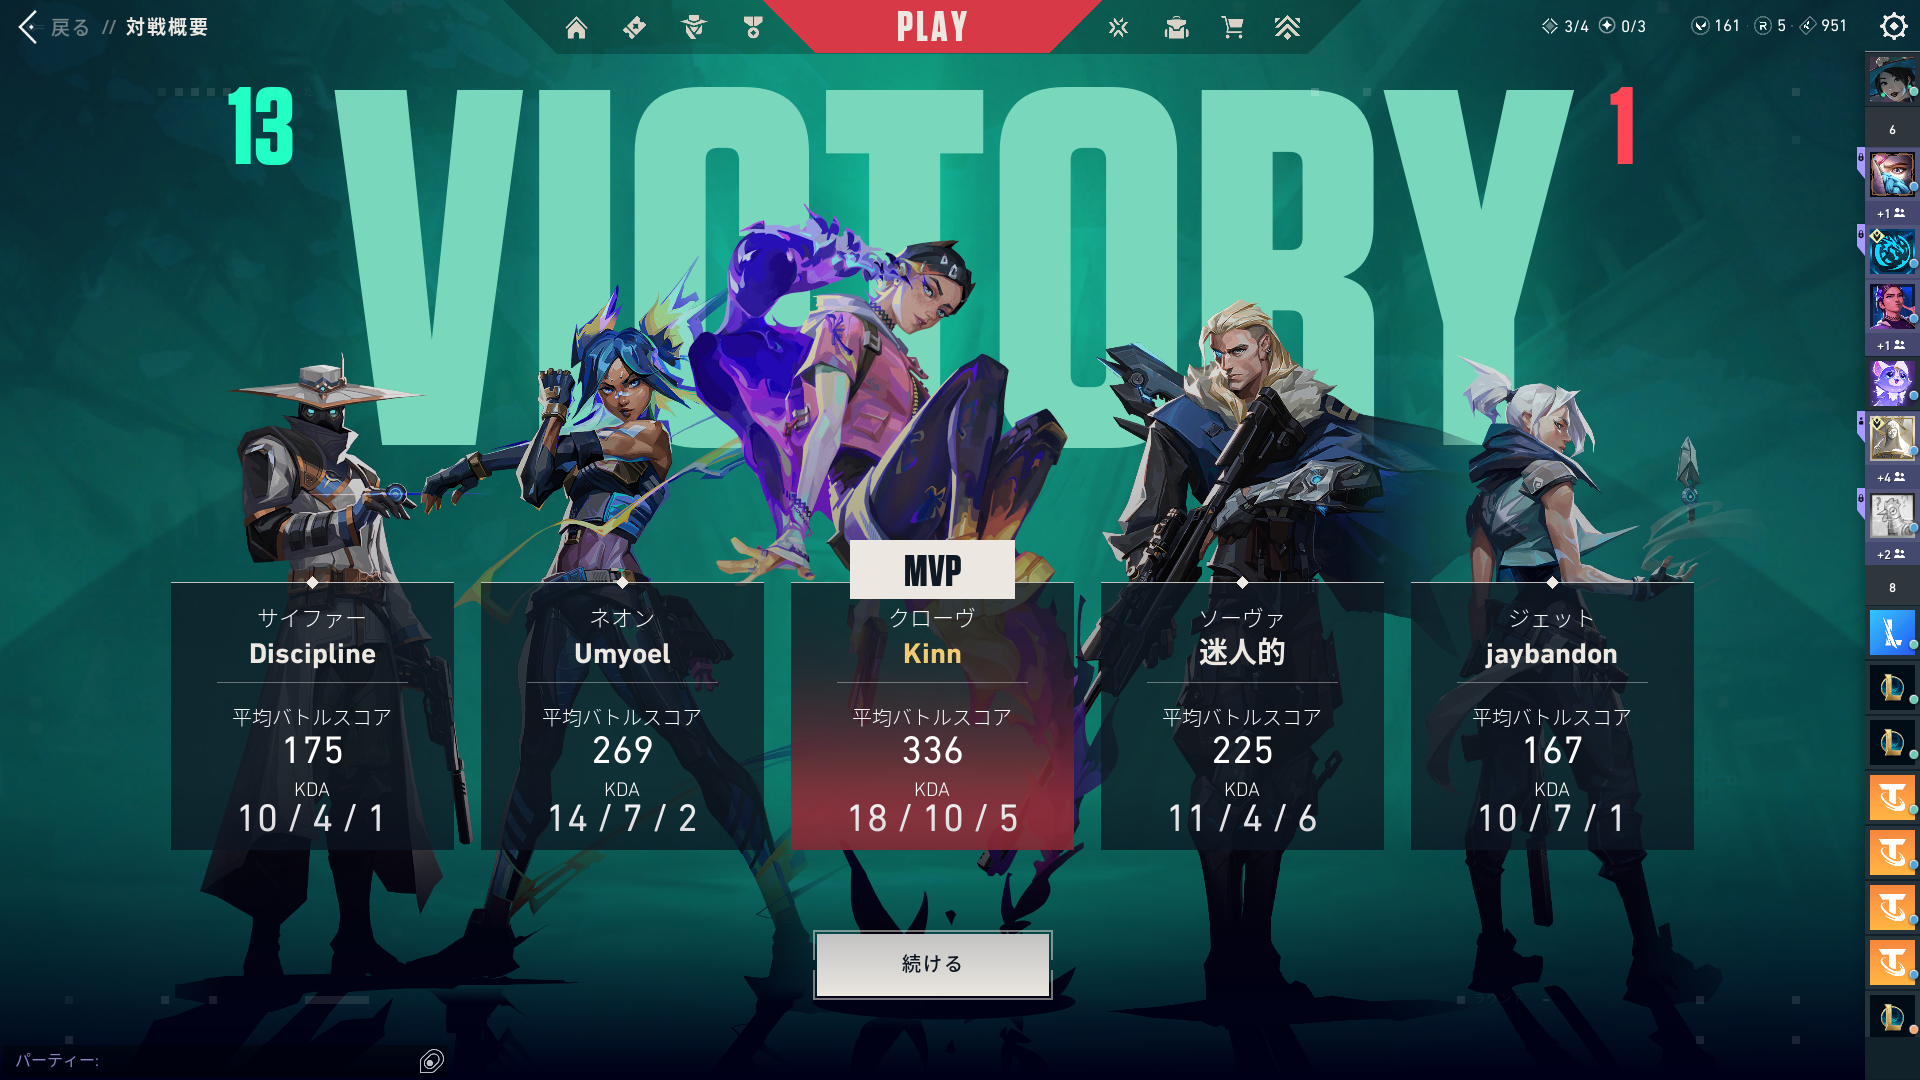 戻る // 対戦概要
PLAY
3/4 0/3 161 5 951
13
VICTORY
1
MVP
サイファー
Discipline
平均バトルスコア
175
KDA
10 / 4 / 1
ネオン
Umyoel
平均バトルスコア
269
KDA
14 / 7 / 2
クローヴ
Kinn
平均バトルスコア
336
KDA
18 / 10 / 5
ソーヴァ
迷人的
平均バトルスコア
225
KDA
11 / 4 / 6
ジェット
jaybandon
平均バトルスコア
167
KDA
10 / 7 / 1
続ける
パーティー:
6
+1
+1
+4
+2
8